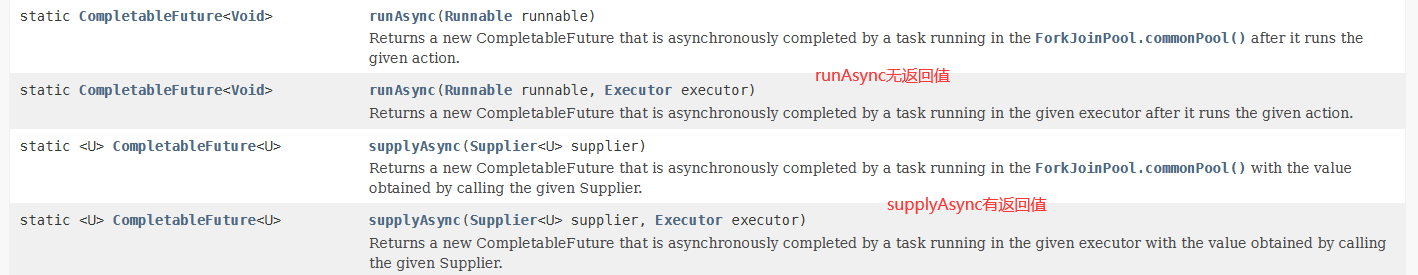 static CompletableFuture<Void> runAsync(Runnable runnable)
Returns a new CompletableFuture that is asynchronously completed by a task running in the ForkJoinPool.commonPool() after it runs the
given action.
runAsync无返回值
static CompletableFuture<Void> runAsync(Runnable runnable, Executor executor)
Returns a new CompletableFuture that is asynchronously completed by a task running in the given executor after it runs the given action.
static <U> CompletableFuture<U> supplyAsync(Supplier<U> supplier)
Returns a new CompletableFuture that is asynchronously completed by a task running in the ForkJoinPool.commonPool() with the value
obtained by calling the given Supplier.
supplyAsync有返回值
static <U> CompletableFuture<U> supplyAsync(Supplier<U> supplier, Executor executor)
Returns a new CompletableFuture that is asynchronously completed by a task running in the given executor with the value obtained by calling
the given Supplier.